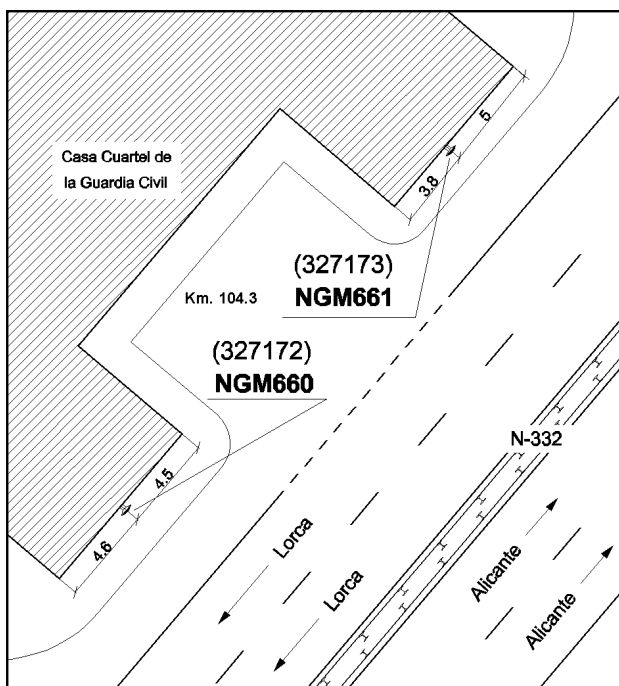 5
3.8
Casa Cuartel de
la Guardia Civil
(327173)
NGM661
Km. 104.3
(327172)
NGM660
N-332
4.5
4.6
Lorca
Lorca
Alicante
Alicante